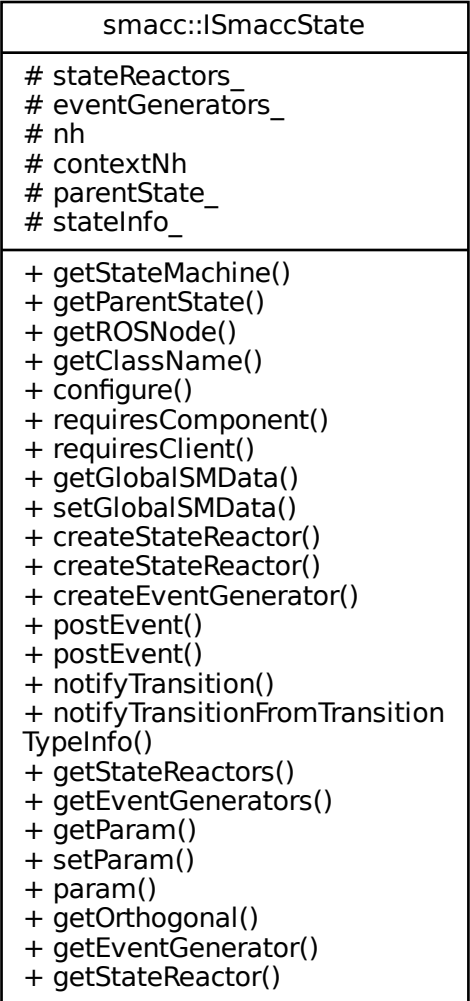 smacc::ISmaccState
# stateReactors_
# eventGenerators_
# nh
# contextNh
# parentState_
# stateInfo_
+ getStateMachine()
+ getParentState()
+ getROSNode()
+ getClassName()
+ configure()
+ requiresComponent()
+ requiresClient()
+ getGlobalSMData()
+ setGlobalSMData()
+ createStateReactor()
+ createStateReactor()
+ createEventGenerator()
+ postEvent()
+ postEvent()
+ notifyTransition()
+ notifyTransitionFromTransition
TypeInfo()
+ getStateReactors()
+ getEventGenerators()
+ getParam()
+ setParam()
+ param()
+ getOrthogonal()
+ getEventGenerator()
+ getStateReactor()